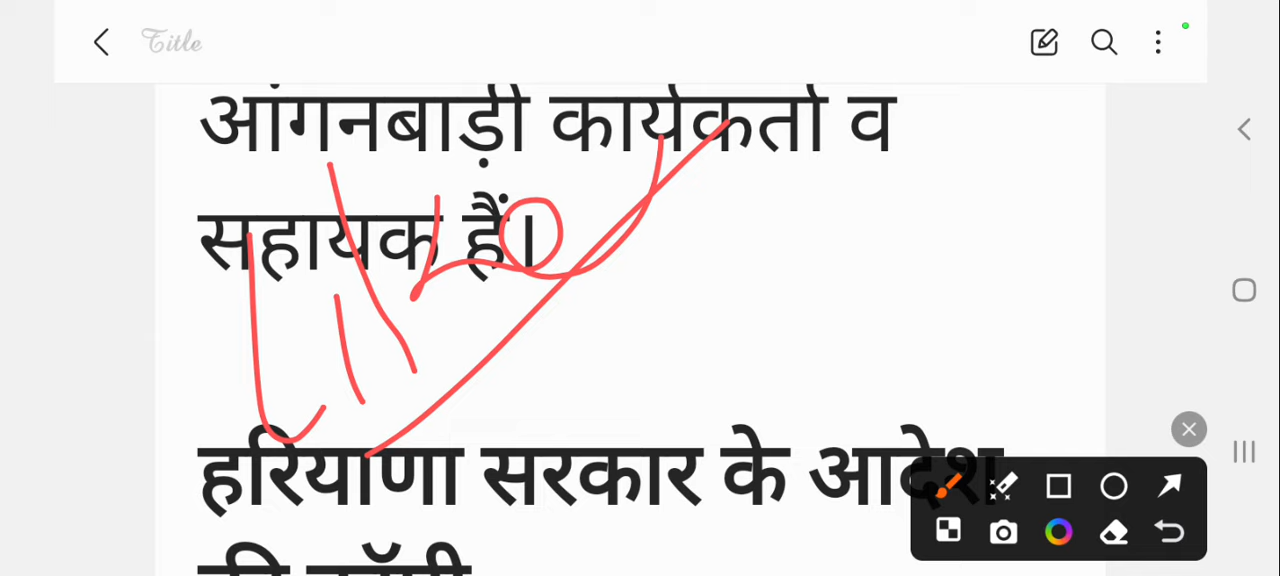 Title
आंगनबाड़ी कार्यकर्ता व
सहायक हैं।
हरियाणा सरकार के आदेश
की कॉपी